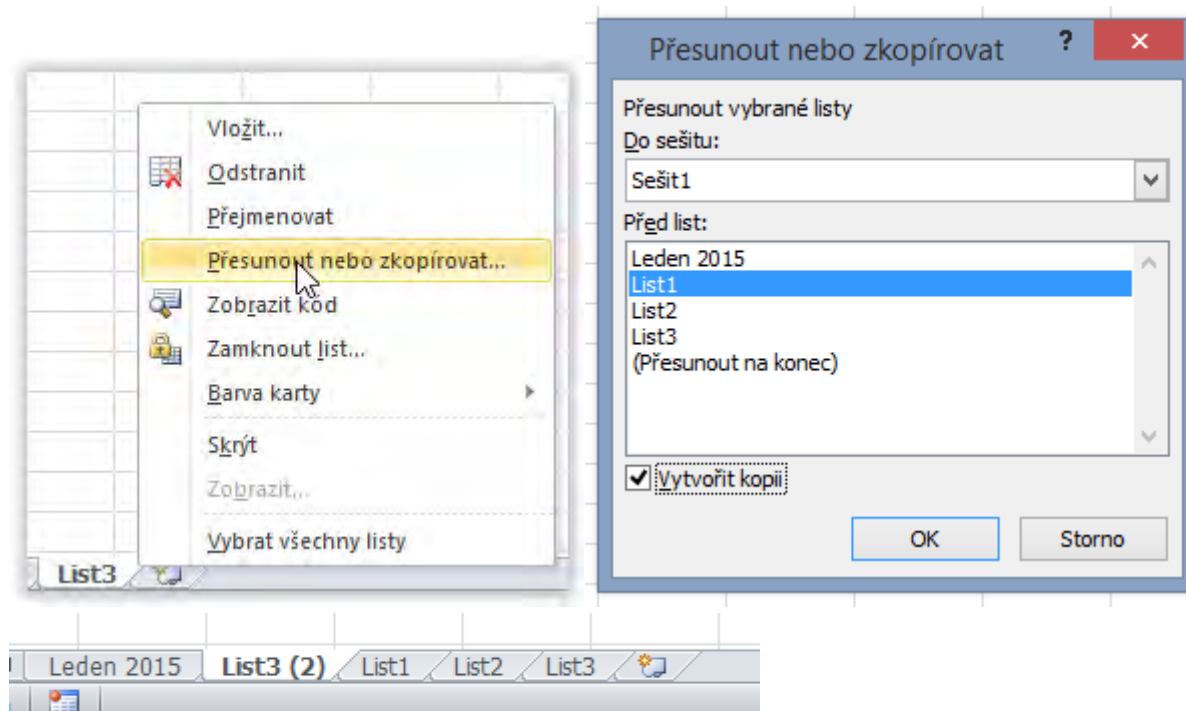 Vložit...
Odstranit
Přejmenovat
Přesunout nebo zkopírovat...
Zobrazit kód
Zamknout list...
Barva karty
Skrýt
Zobrazit...
Vybrat všechny listy
List3
Přesunout nebo zkopírovat ?
Přesunout vybrané listy
Do sešitu:
Sešit1
Před list:
Leden 2015
List1
List2
List3
(Přesunout na konec)
Vytvořit kopii
OK Storno
Leden 2015 List3 (2) List1 List2 List3